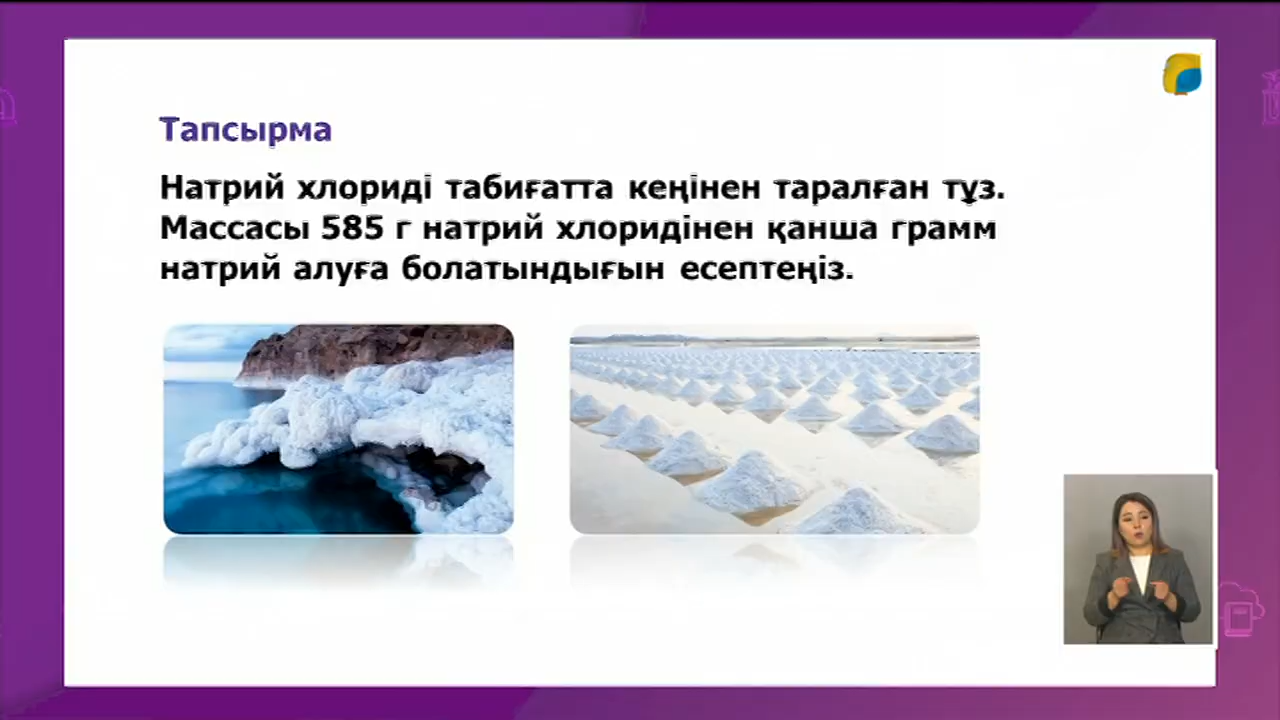 Тапсырма
Натрий хлориді табиғатта кеңінен таралған тұз.
Массасы 585 г натрий хлоридінен қанша грамм
натрий алуға болатындығын есептеңіз.